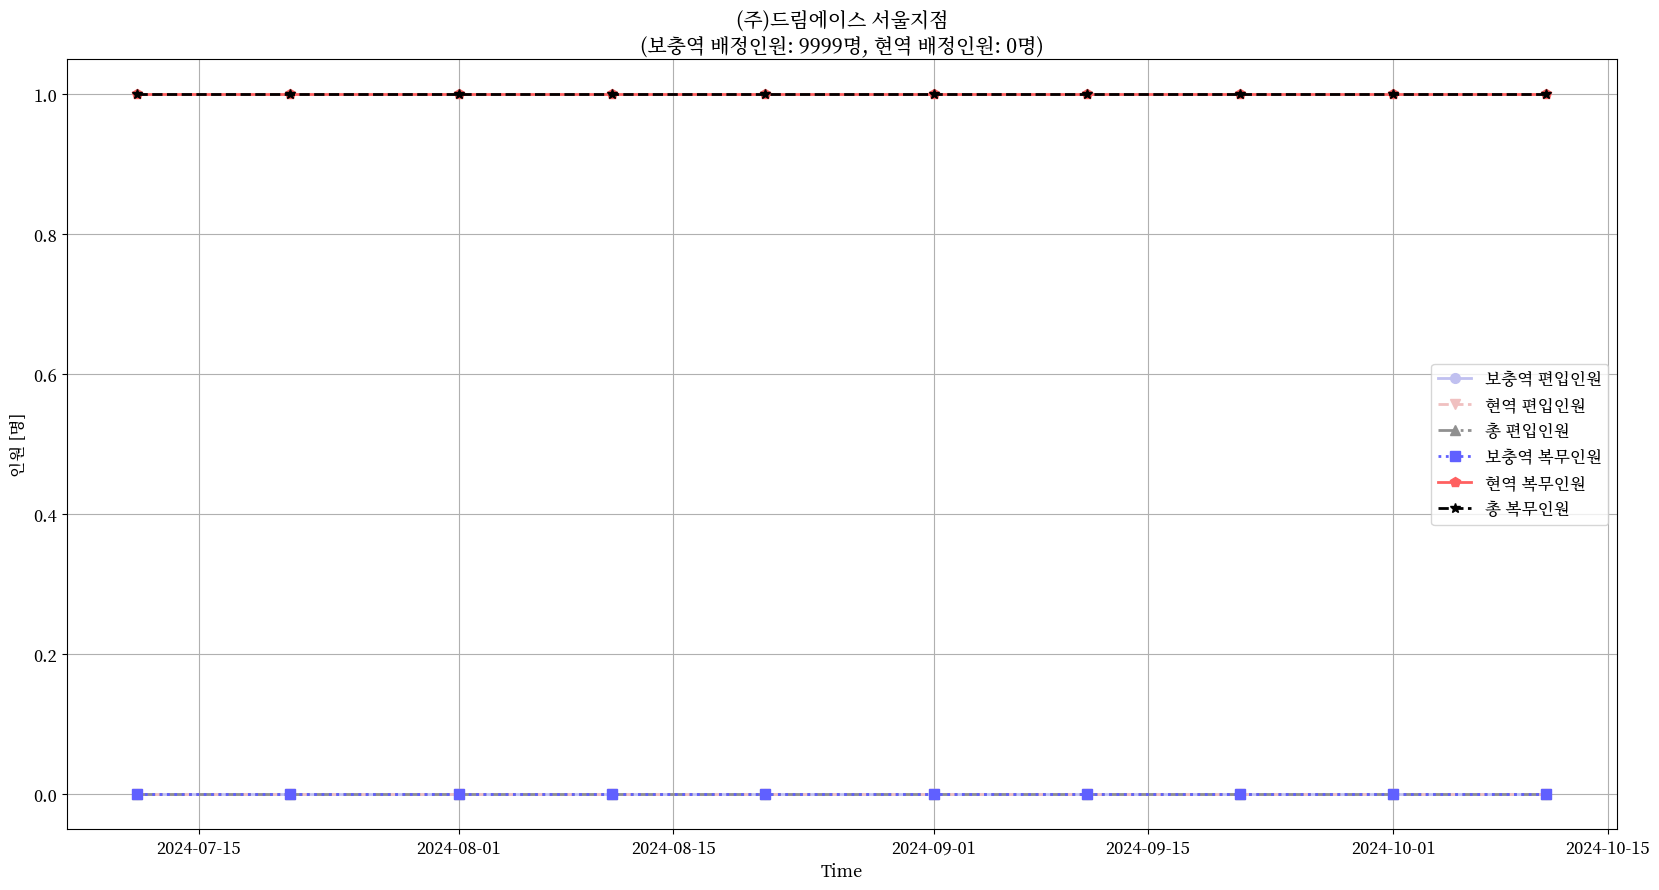 (주)드림에이스 서울지점
(보충역 배정인원: 9999명, 현역 배정인원: 0명)
인원 [명]
1.0
0.8
0.6
0.4
0.2
0.0
보충역 편입인원
현역 편입인원
총 편입인원
보충역 복무인원
현역 복무인원
총 복무인원
2024-07-15
2024-08-01
2024-08-15
2024-09-01
2024-09-15
2024-10-01
2024-10-15
Time